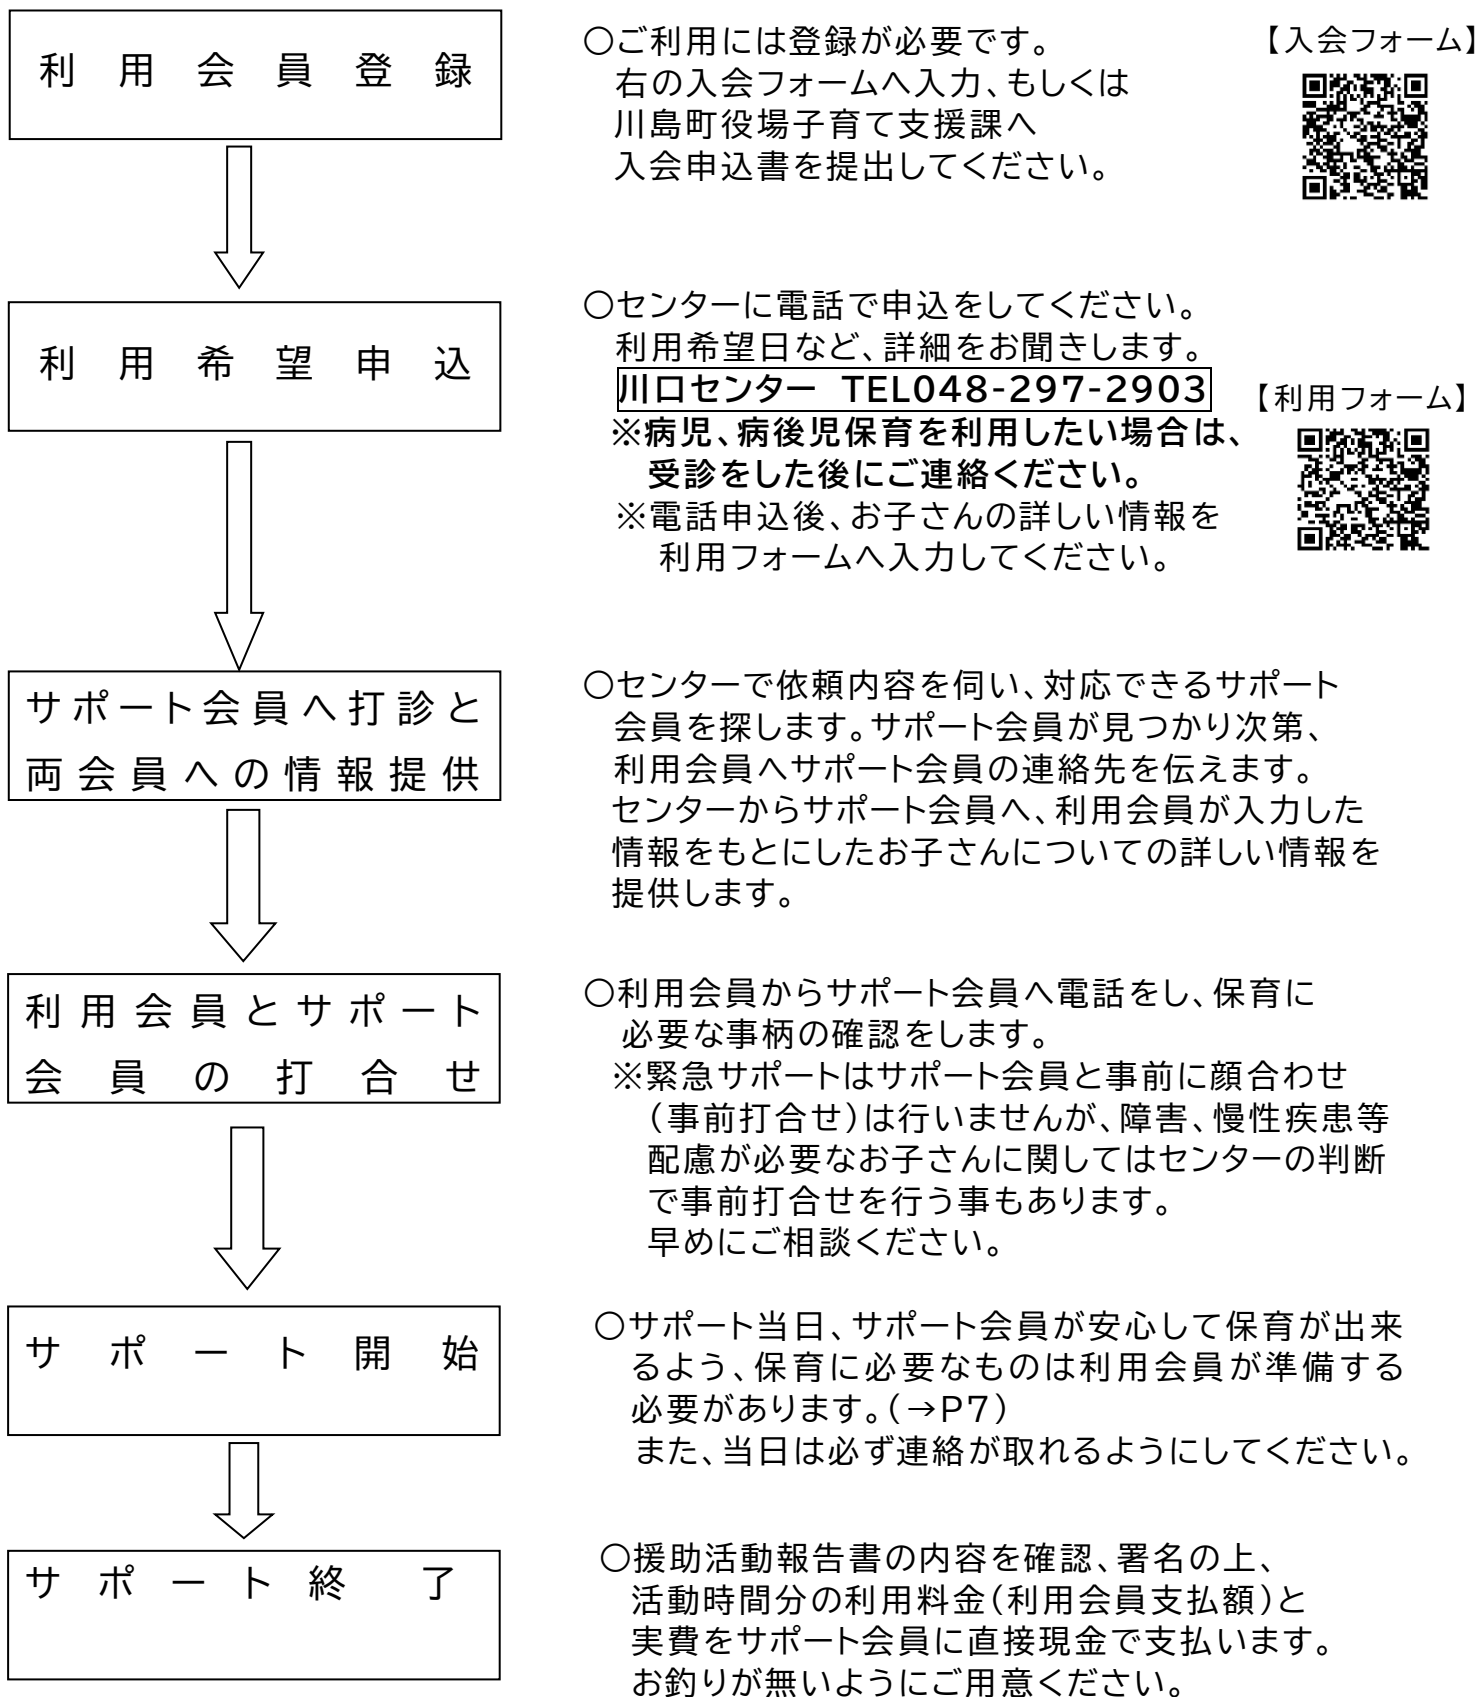 利用会員登録
○ご利用には登録が必要です。
右の入会フォームへ入力、もしくは
川島町役場子育て支援課へ
入会申込書を提出してください。
【入会フォーム】
利用希望申込
○センターに電話で申込をしてください。
利用希望日など、詳細をお聞きします。
川口センター TEL048-297-2903
※病児、病後児保育を利用したい場合は、
受診をした後にご連絡ください。
※電話申込後、お子さんの詳しい情報を
利用フォームへ入力してください。
【利用フォーム】
サポート会員へ打診と
両会員への情報提供
○センターで依頼内容を伺い、対応できるサポート
会員を探します。サポート会員が見つかり次第、
利用会員へサポート会員の連絡先を伝えます。
センターからサポート会員へ、利用会員が入力した
情報をもとにしたお子さんについての詳しい情報を
提供します。
利用会員とサポート
会員の打合せ
○利用会員からサポート会員へ電話をし、保育に
必要な事柄の確認をします。
※緊急サポートはサポート会員と事前に顔合わせ
(事前打合せ)は行いませんが、障害、慢性疾患等
配慮が必要なお子さんに関してはセンターの判断
で事前打合せを行う事もあります。
早めにご相談ください。
サポート開始
○サポート当日、サポート会員が安心して保育が出来
るよう、保育に必要なものは利用会員が準備する
必要があります。(→P7)
また、当日は必ず連絡が取れるようにしてください。
サポート終了
○援助活動報告書の内容を確認、署名の上、
活動時間分の利用料金(利用会員支払額)と
実費をサポート会員に直接現金で支払います。
お釣りが無いようにご用意ください。